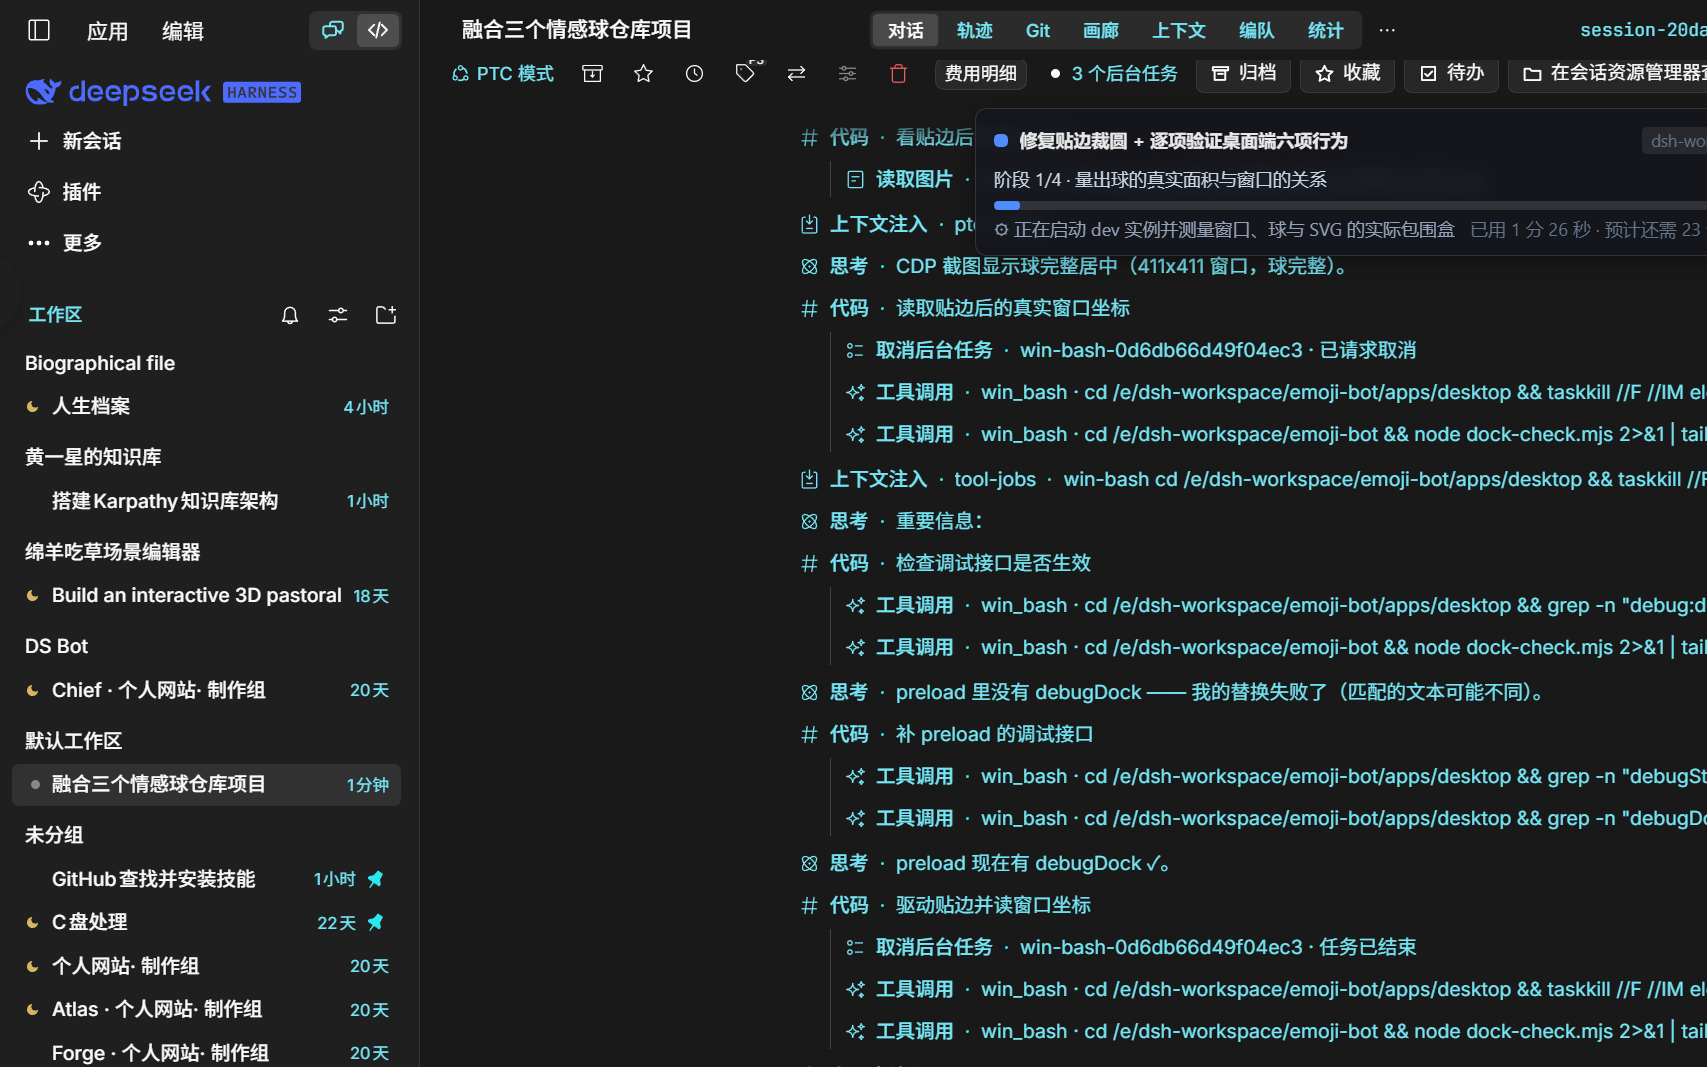 应用 编辑
deepseek HARNESS
新会话
插件
更多
工作区
Biographical file
人生档案 4小时
黄一星的知识库
搭建Karpathy知识库架构 1小时
绵羊吃草场景编辑器
Build an interactive 3D pastoral 18天
DS Bot
Chief · 个人网站· 制作组 20天
默认工作区
融合三个情感球仓库项目 1分钟
未分组
GitHub查找并安装技能 1小时
C盘处理 22天
个人网站· 制作组 20天
Atlas · 个人网站· 制作组 20天
Forge · 个人网站· 制作组 20天
融合三个情感球仓库项目
对话 轨迹 Git 画廊 上下文 编队 统计 ···
session-20da
PTC 模式 费用明细 3 个后台任务 归档 收藏 待办 在会话资源管理器
修复贴边裁圆 + 逐项验证桌面端六项行为 dsh-wo
阶段 1/4 · 量出球的真实面积与窗口的关系
正在启动 dev 实例并测量窗口、球与 SVG 的实际包围盒 已用 1 分 26 秒 · 预计还需 23
代码 · 看贴边后
读取图片 ·
上下文注入 · pt
思考 · CDP 截图显示球完整居中（411x411 窗口，球完整）。
代码 · 读取贴边后的真实窗口坐标
取消后台任务 · win-bash-0d6db66d49f04ec3 · 已请求取消
工具调用 · win_bash · cd /e/dsh-workspace/emoji-bot/apps/desktop && taskkill //F //IM el
工具调用 · win_bash · cd /e/dsh-workspace/emoji-bot && node dock-check.mjs 2>&1 | tail
上下文注入 · tool-jobs · win-bash cd /e/dsh-workspace/emoji-bot/apps/desktop && taskkill //F
思考 · 重要信息：
代码 · 检查调试接口是否生效
工具调用 · win_bash · cd /e/dsh-workspace/emoji-bot/apps/desktop && grep -n "debug:d
工具调用 · win_bash · cd /e/dsh-workspace/emoji-bot && node dock-check.mjs 2>&1 | tail
思考 · preload 里没有 debugDock —— 我的替换失败了（匹配的文本可能不同）。
代码 · 补 preload 的调试接口
工具调用 · win_bash · cd /e/dsh-workspace/emoji-bot/apps/desktop && grep -n "debugSt
工具调用 · win_bash · cd /e/dsh-workspace/emoji-bot/apps/desktop && grep -n "debugDo
思考 · preload 现在有 debugDock ✓。
代码 · 驱动贴边并读窗口坐标
取消后台任务 · win-bash-0d6db66d49f04ec3 · 任务已结束
工具调用 · win_bash · cd /e/dsh-workspace/emoji-bot/apps/desktop && taskkill //F //IM el
工具调用 · win_bash · cd /e/dsh-workspace/emoji-bot && node dock-check.mjs 2>&1 | tail